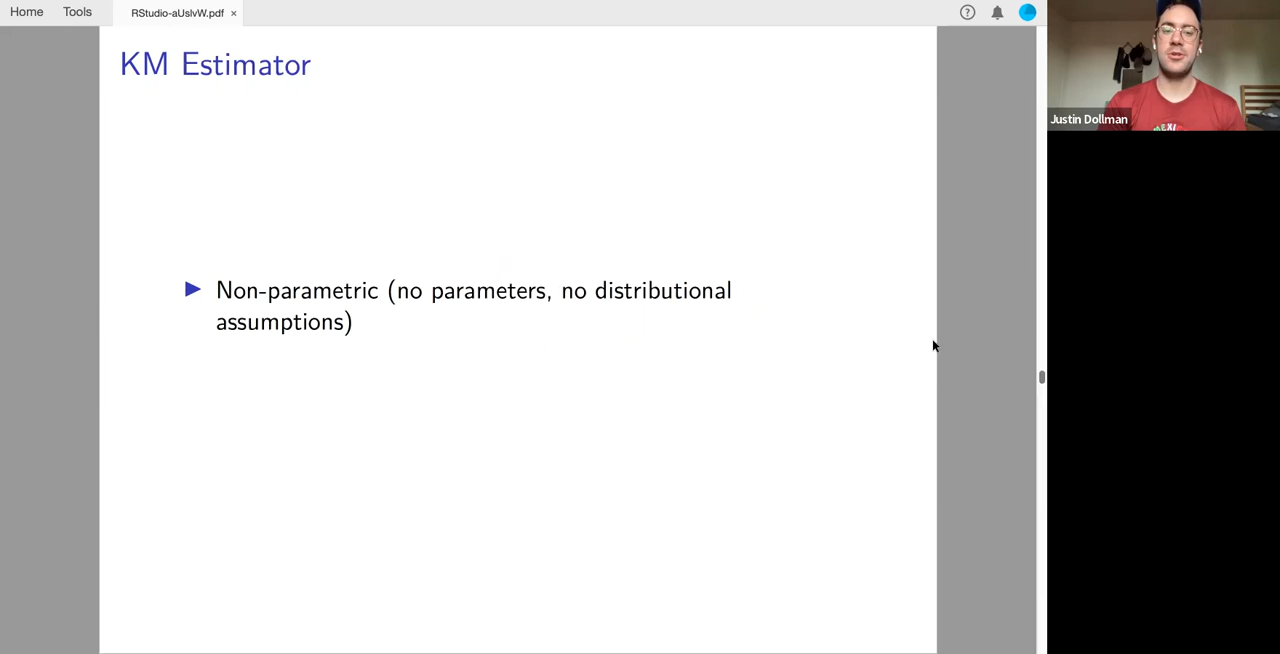 Home Tools RStudio-aUslvW.pdf ×
KM Estimator
Non-parametric (no parameters, no distributional
assumptions)
Justin Dollman